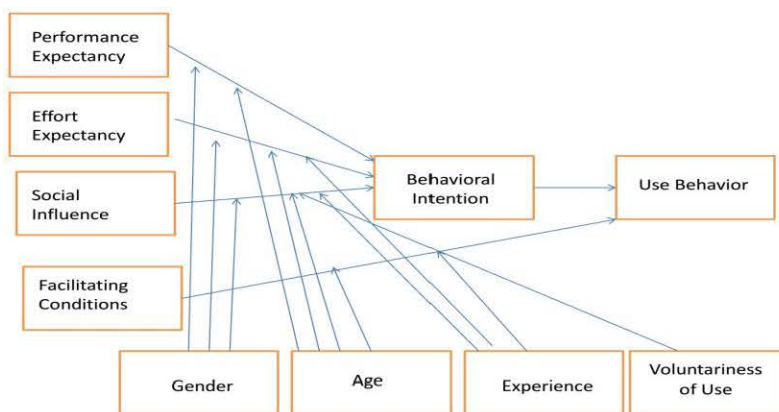 Performance
Expectancy
Effort
Expectancy
Social
Influence
Facilitating
Conditions
Behavioral
Intention
Use Behavior
Gender
Age
Experience
Voluntariness
of Use